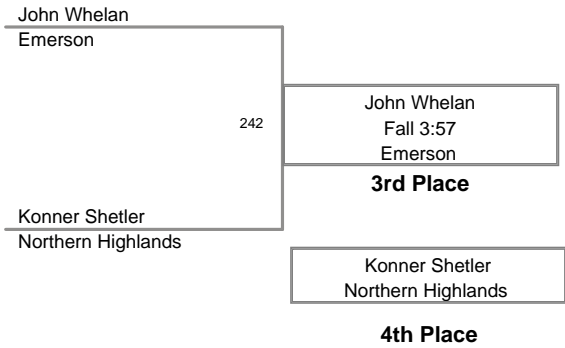 John Whelan
Emerson
242
John Whelan
Fall 3:57
Emerson
3rd Place
Konner Shetler
Northern Highlands
Konner Shetler
Northern Highlands
4th Place